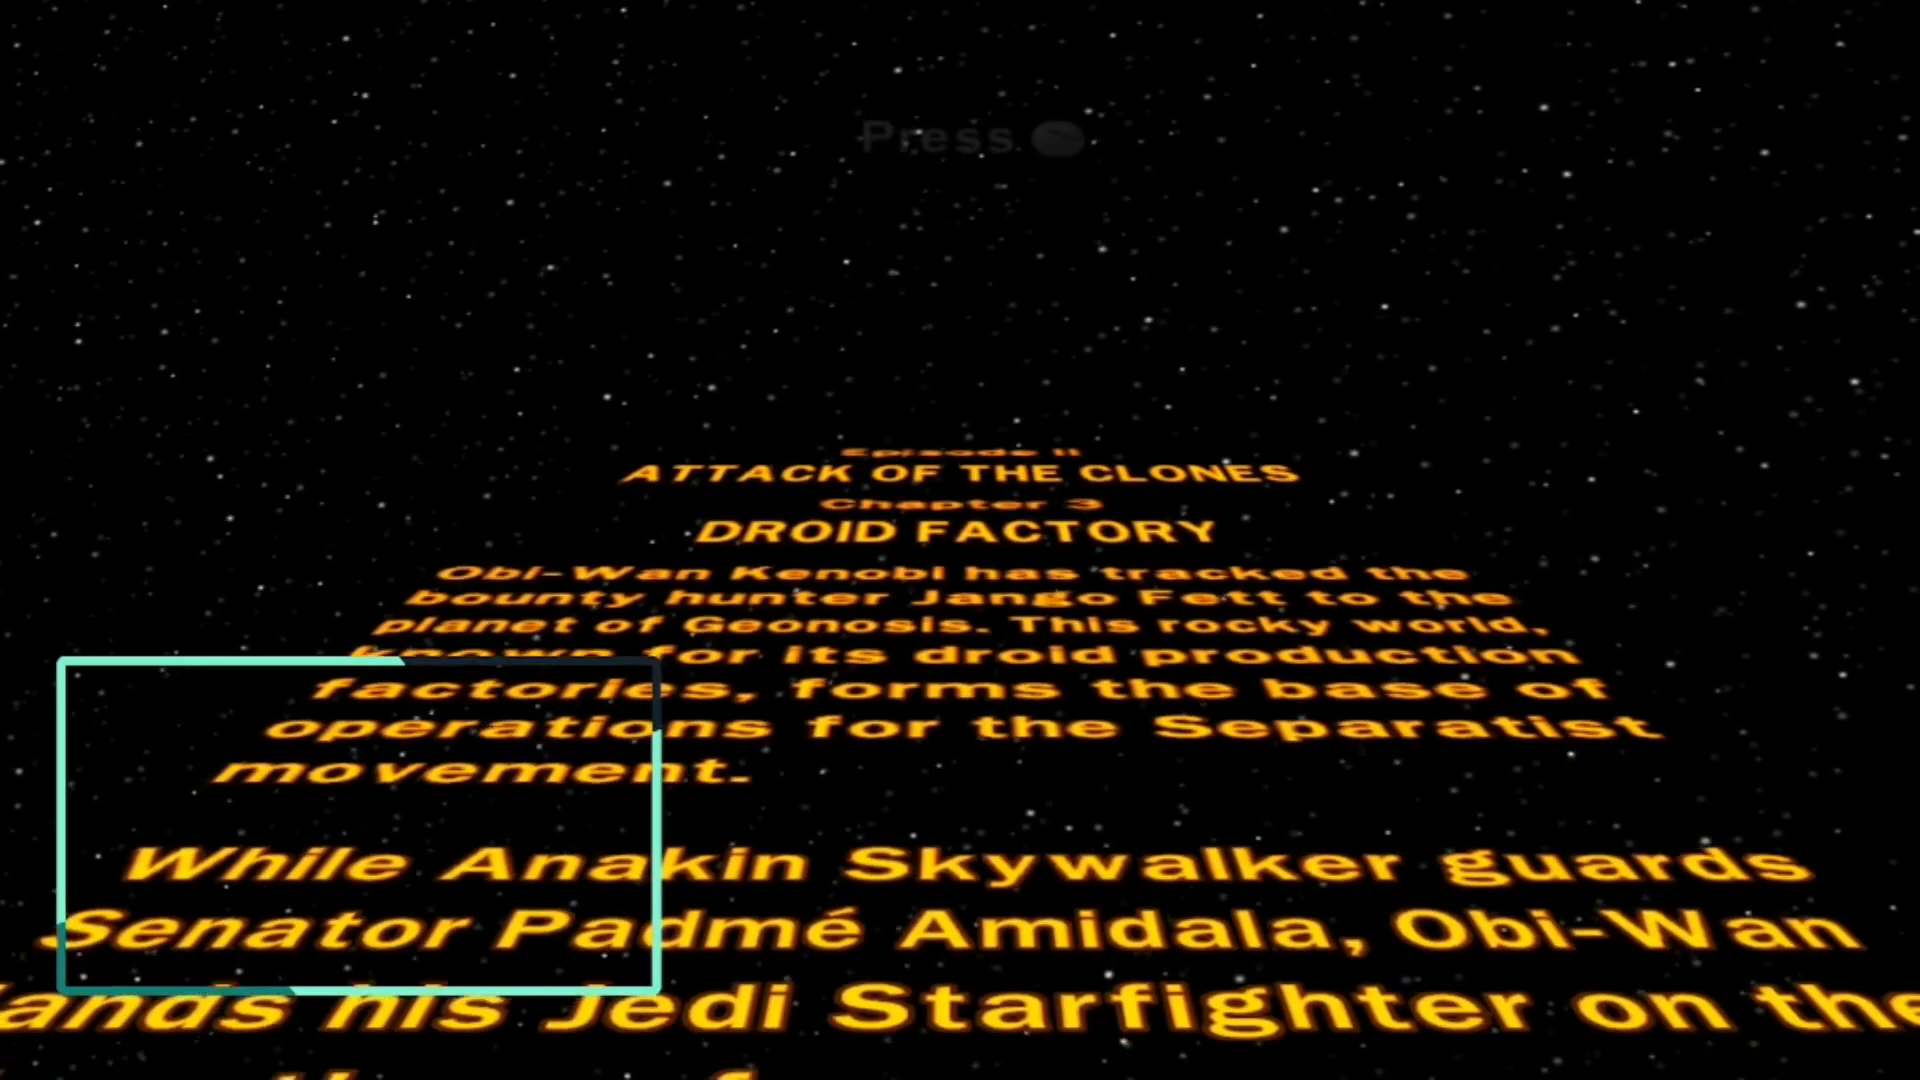 Press
Episode II
ATTACK OF THE CLONES
Chapter 3
DROID FACTORY
Obi-Wan Kenobi has tracked the
bounty hunter Jango Fett to the
planet of Geonosis. This rocky world,
known for its droid production
factories, forms the base of
operations for the Separatist
movement.
While Anakin Skywalker guards
Senator Padmé Amidala, Obi-Wan
lands his Jedi Starfighter on the